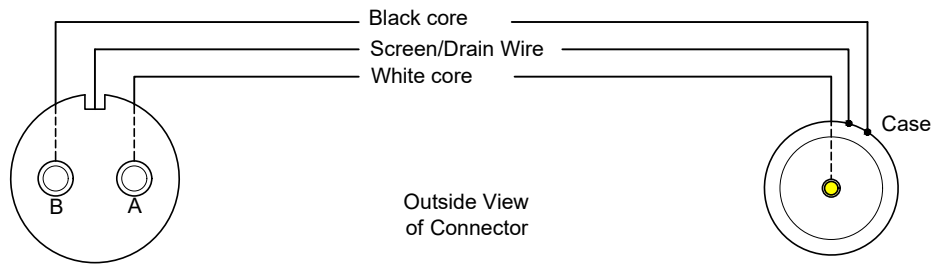 Black core
Screen/Drain Wire
White core
Case
B
A
Outside View
of Connector